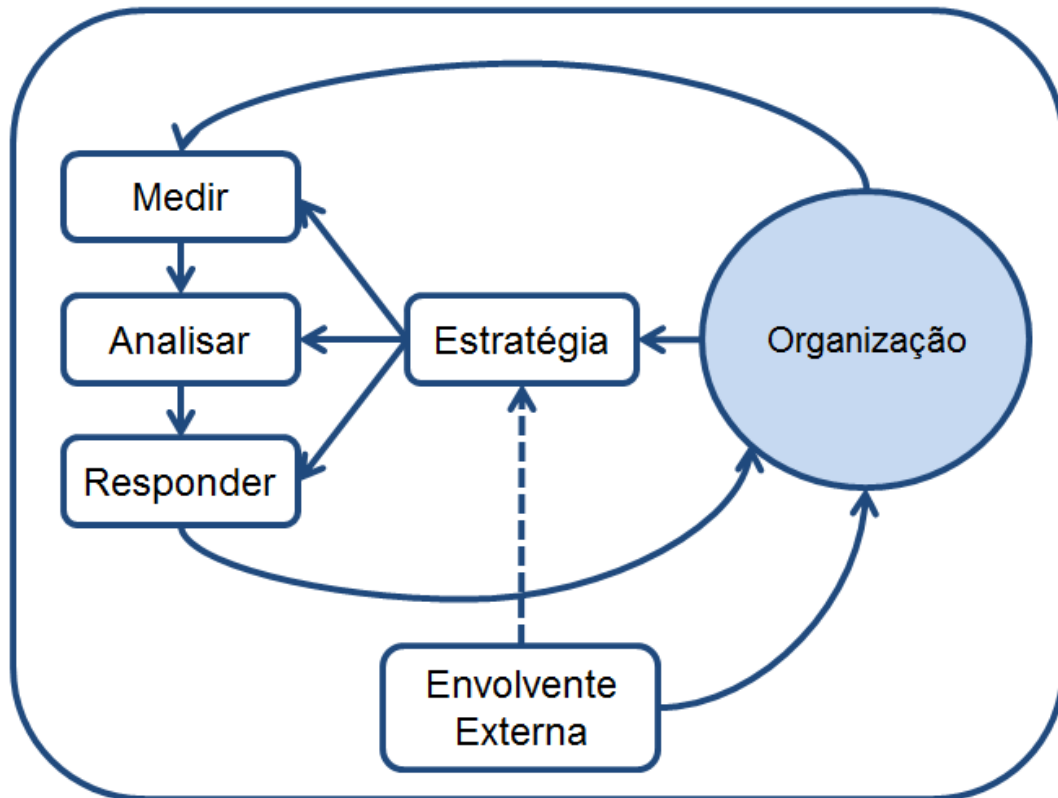 Medir
Analisar
Estratégia
Organização
Responder
Envolvente
Externa